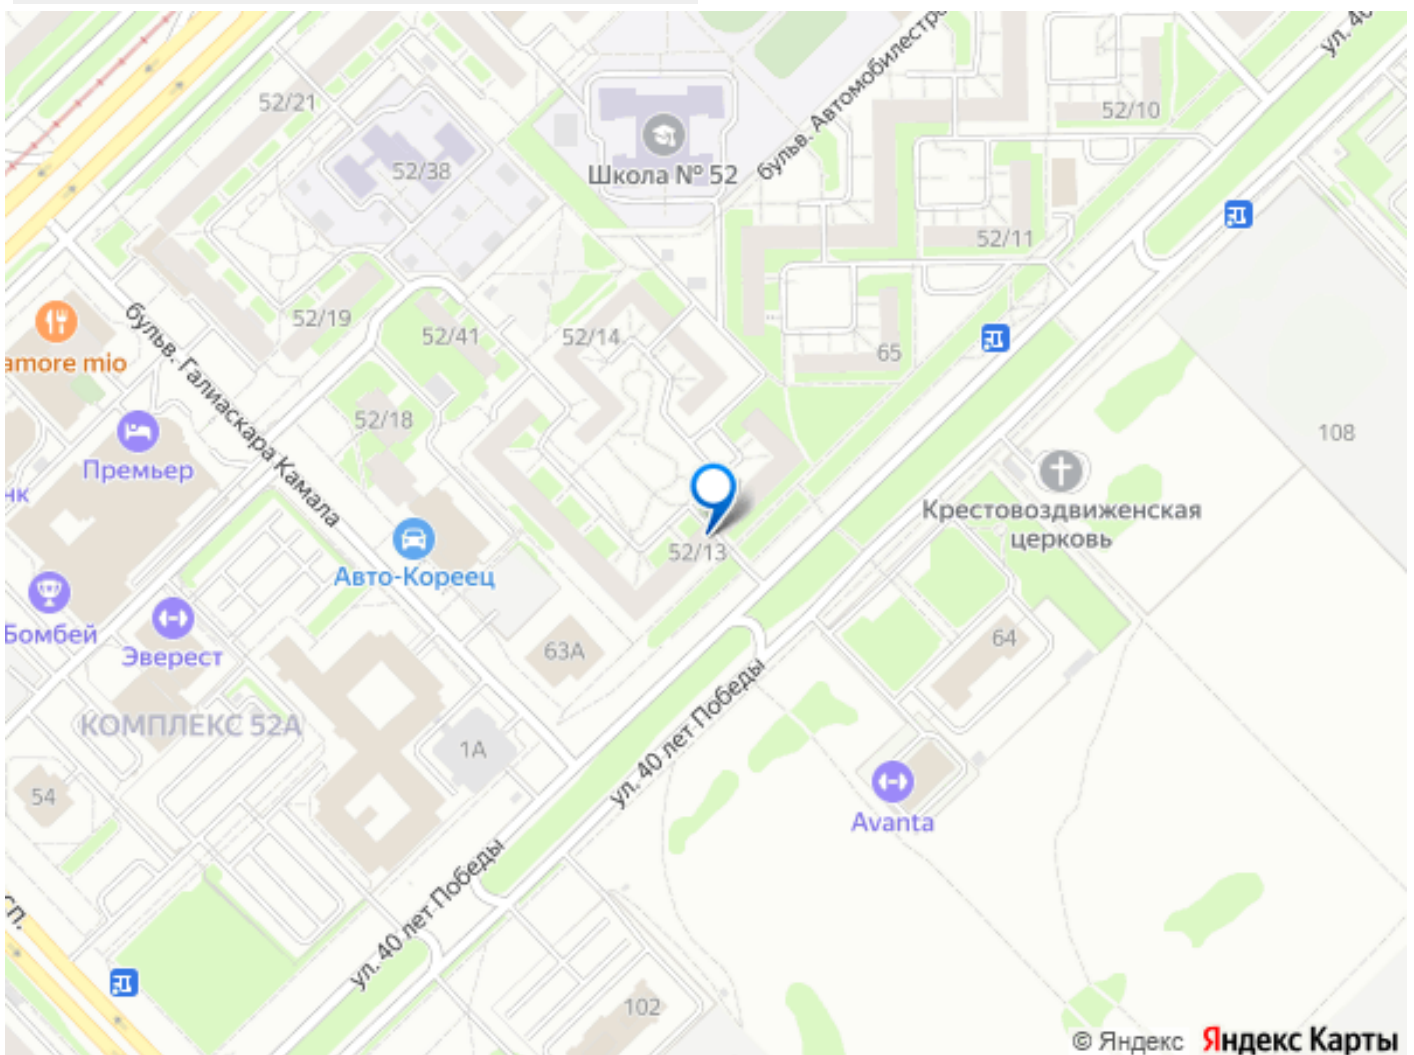 бульв. Автомобилестро
ул. 40
52/21
52/10
52/38
Школа № 52
52/11
52/19
52/41
52/14
65
amore mio
бульв. Галиаскара Камала
52/18
108
Премьер
нк
Крестовоздвиженская
церковь
52/13
Авто-Кореец
Бомбей
Эверест
63А
64
КОМПЛЕКС 52А
1А
ул. 40 лет Победы
54
Avanta
ул. 40 лет Победы
сп.
102
© Яндекс Яндекс Карты